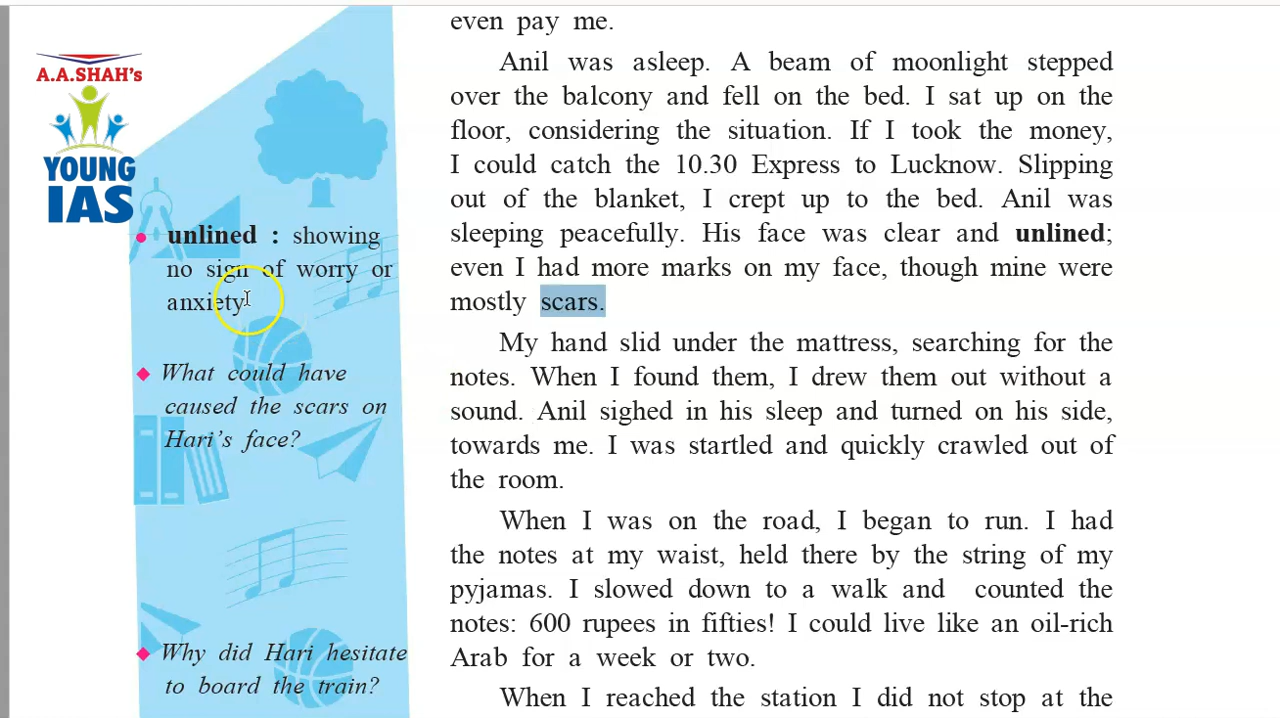 A.A.SHAH's
YOUNG
IAS
• unlined : showing
no sign of worry or
anxiety
◆ What could have
caused the scars on
Hari's face?
◆ Why did Hari hesitate
to board the train?
even pay me.
Anil was asleep. A beam of moonlight stepped
over the balcony and fell on the bed. I sat up on the
floor, considering the situation. If I took the money,
I could catch the 10.30 Express to Lucknow. Slipping
out of the blanket, I crept up to the bed. Anil was
sleeping peacefully. His face was clear and unlined;
even I had more marks on my face, though mine were
mostly scars.
My hand slid under the mattress, searching for the
notes. When I found them, I drew them out without a
sound. Anil sighed in his sleep and turned on his side,
towards me. I was startled and quickly crawled out of
the room.
When I was on the road, I began to run. I had
the notes at my waist, held there by the string of my
pyjamas. I slowed down to a walk and counted the
notes: 600 rupees in fifties! I could live like an oil-rich
Arab for a week or two.
When I reached the station I did not stop at the